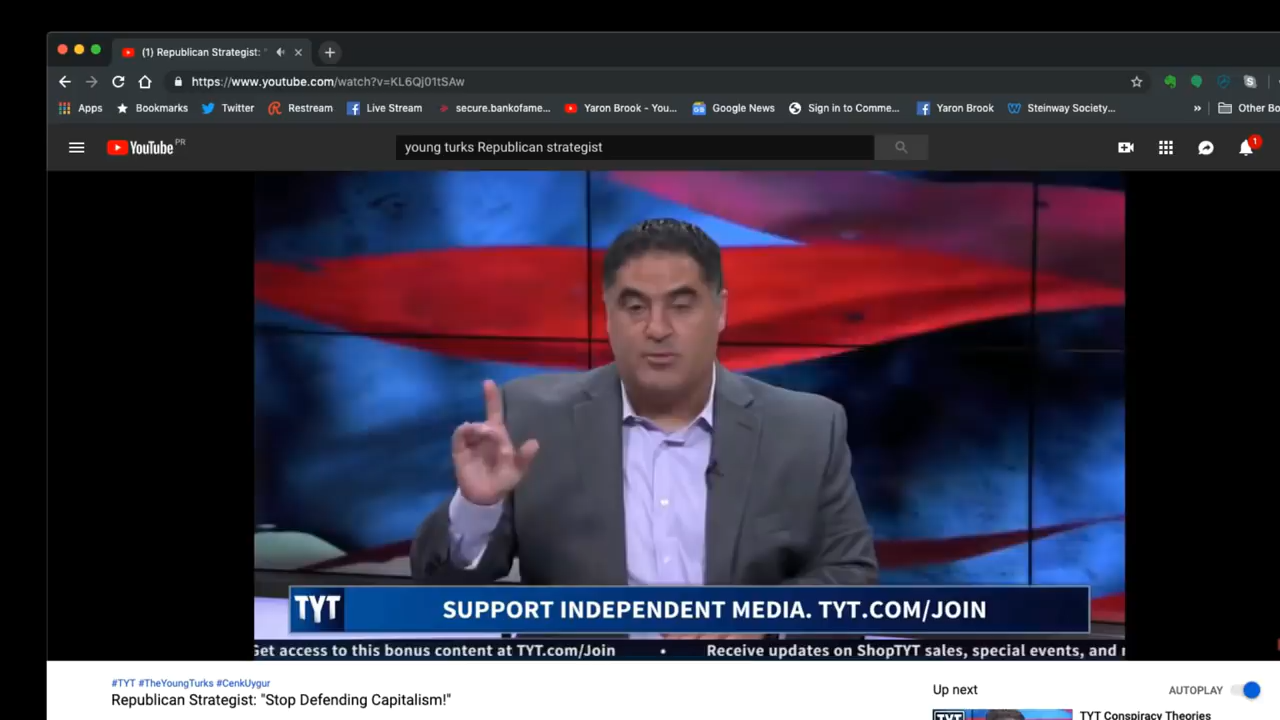 (1) Republican Strategist: "
https://www.youtube.com/watch?v=KL6Qj01tSAw
Apps Bookmarks Twitter Restream Live Stream secure.bankofame... Yaron Brook - You... Google News Sign in to Comme... Yaron Brook Steinway Society... » Other Bo
YouTube PR young turks Republican strategist 1
TYT SUPPORT INDEPENDENT MEDIA. TYT.COM/JOIN
Get access to this bonus content at TYT.com/Join • Receive updates on ShopTYT sales, special events, and
#TYT #TheYoungTurks #CenkUygur
Republican Strategist: "Stop Defending Capitalism!"
Up next AUTOPLAY
TYT Conspiracy Theories